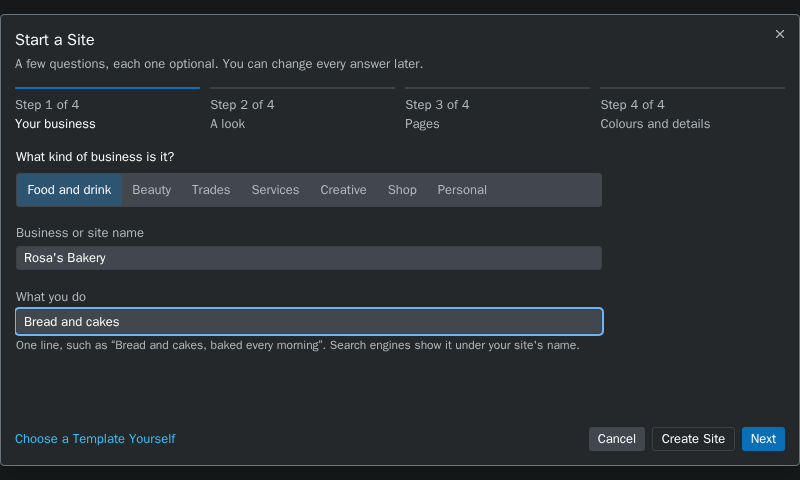 Start a Site
A few questions, each one optional. You can change every answer later.
Step 1 of 4
Your business
Step 2 of 4
A look
Step 3 of 4
Pages
Step 4 of 4
Colours and details
What kind of business is it?
Food and drink Beauty Trades Services Creative Shop Personal
Business or site name
Rosa's Bakery
What you do
Bread and cakes
One line, such as “Bread and cakes, baked every morning”. Search engines show it under your site's name.
Choose a Template Yourself
Cancel Create Site Next